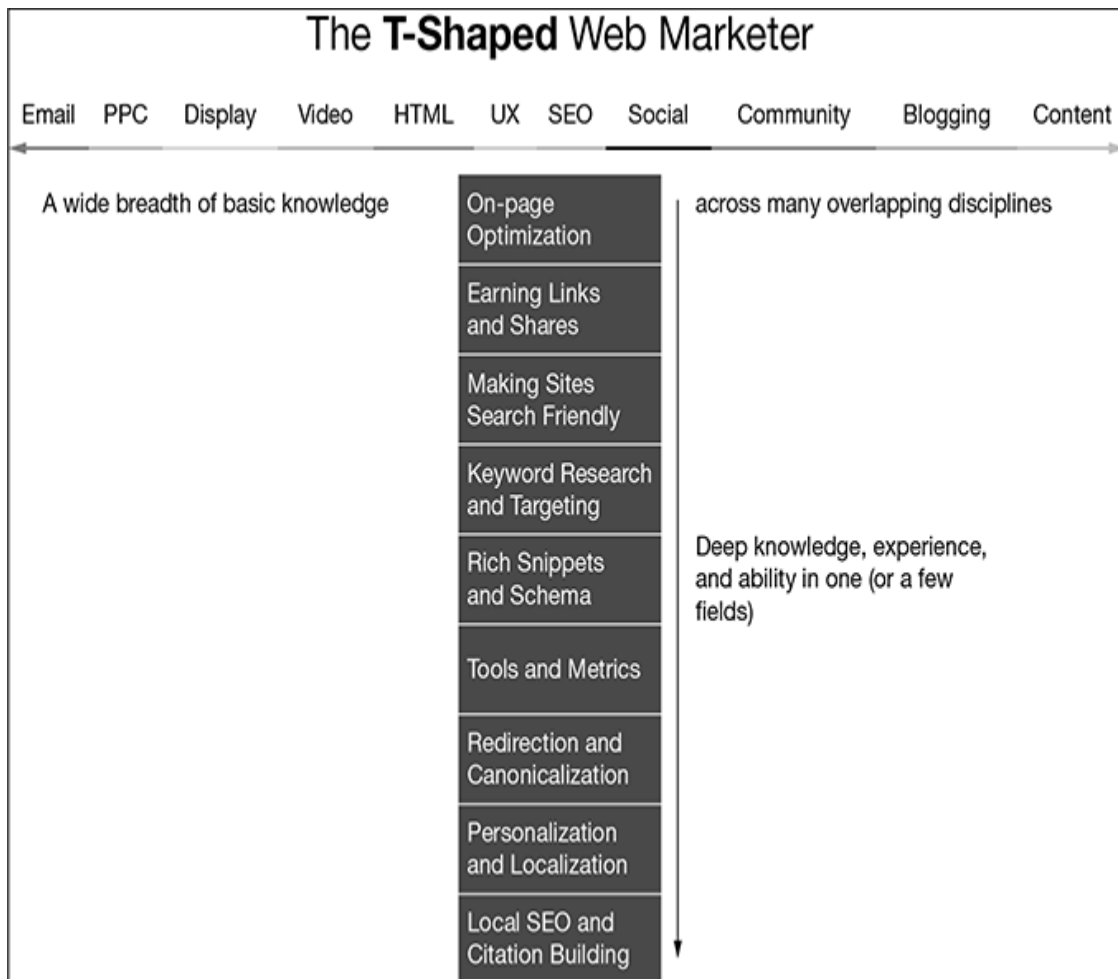 The T-Shaped Web Marketer
Email PPC Display Video HTML UX SEO Social Community Blogging Content
A wide breadth of basic knowledge
across many overlapping disciplines
On-page
Optimization
Earning Links
and Shares
Making Sites
Search Friendly
Keyword Research
and Targeting
Rich Snippets
and Schema
Tools and Metrics
Redirection and
Canonicalization
Personalization
and Localization
Local SEO and
Citation Building
Deep knowledge, experience,
and ability in one (or a few
fields)